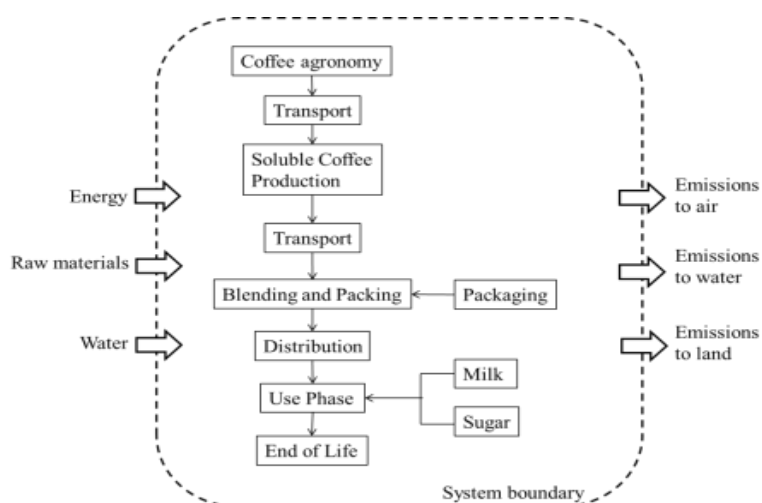 Coffee agronomy
Transport
Soluble Coffee
Production
Transport
Blending and Packing
Packaging
Distribution
Use Phase
Milk
Sugar
End of Life
Energy
Raw materials
Water
Emissions
to air
Emissions
to water
Emissions
to land
System boundary